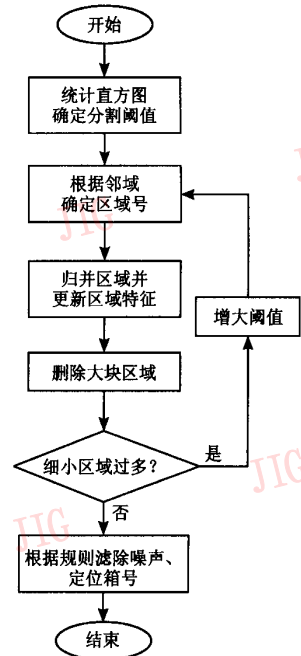 开始
统计直方图
确定分割阈值
根据邻域
确定区域号
归并区域并
更新区域特征
增大阈值
删除大块区域
细小区域过多?
是
否
根据规则滤除噪声、
定位箱号
结束
JIG
JIG
JIG